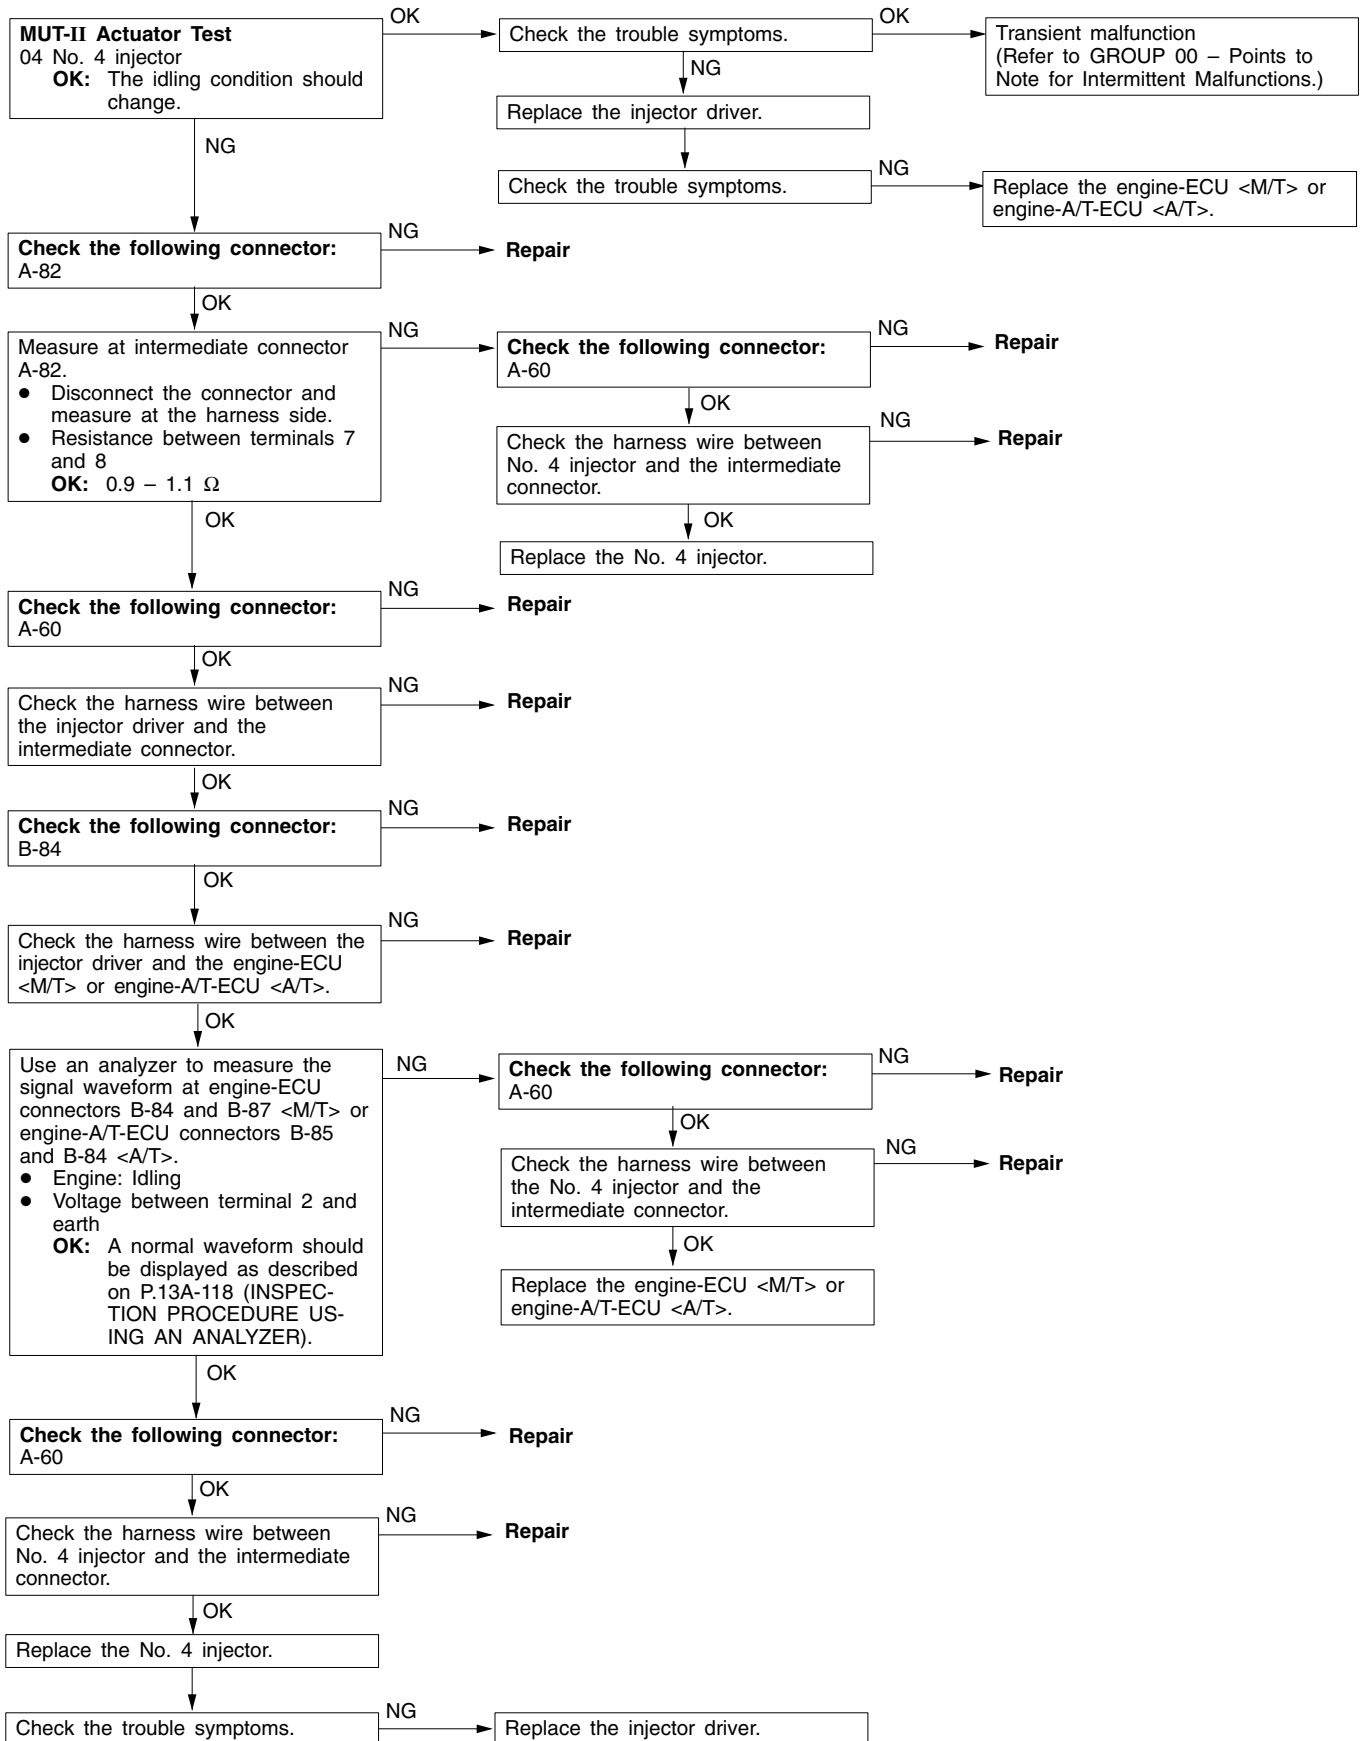 MUT-II Actuator Test
04 No. 4 injector
OK: The idling condition should
change.
OK
Check the trouble symptoms.
OK
Transient malfunction
(Refer to GROUP 00 – Points to
Note for Intermittent Malfunctions.)
NG
Replace the injector driver.
Check the trouble symptoms.
NG
Replace the engine-ECU <M/T> or
engine-A/T-ECU <A/T>.
NG
Check the following connector:
A-82
NG
Repair
OK
Measure at intermediate connector
A-82.
● Disconnect the connector and
measure at the harness side.
● Resistance between terminals 7
and 8
OK: 0.9 – 1.1 Ω
NG
Check the following connector:
A-60
NG
Repair
OK
Check the harness wire between
No. 4 injector and the intermediate
connector.
NG
Repair
OK
Replace the No. 4 injector.
OK
Check the following connector:
A-60
NG
Repair
OK
Check the harness wire between
the injector driver and the
intermediate connector.
NG
Repair
OK
Check the following connector:
B-84
NG
Repair
OK
Check the harness wire between the
injector driver and the engine-ECU
<M/T> or engine-A/T-ECU <A/T>.
NG
Repair
OK
Use an analyzer to measure the
signal waveform at engine-ECU
connectors B-84 and B-87 <M/T> or
engine-A/T-ECU connectors B-85
and B-84 <A/T>.
● Engine: Idling
● Voltage between terminal 2 and
earth
OK: A normal waveform should
be displayed as described
on P.13A-118 (INSPEC-
TION PROCEDURE US-
ING AN ANALYZER).
NG
Check the following connector:
A-60
NG
Repair
OK
Check the harness wire between
the No. 4 injector and the
intermediate connector.
NG
Repair
OK
Replace the engine-ECU <M/T> or
engine-A/T-ECU <A/T>.
OK
Check the following connector:
A-60
NG
Repair
OK
Check the harness wire between
No. 4 injector and the intermediate
connector.
NG
Repair
OK
Replace the No. 4 injector.
Check the trouble symptoms.
NG
Replace the injector driver.